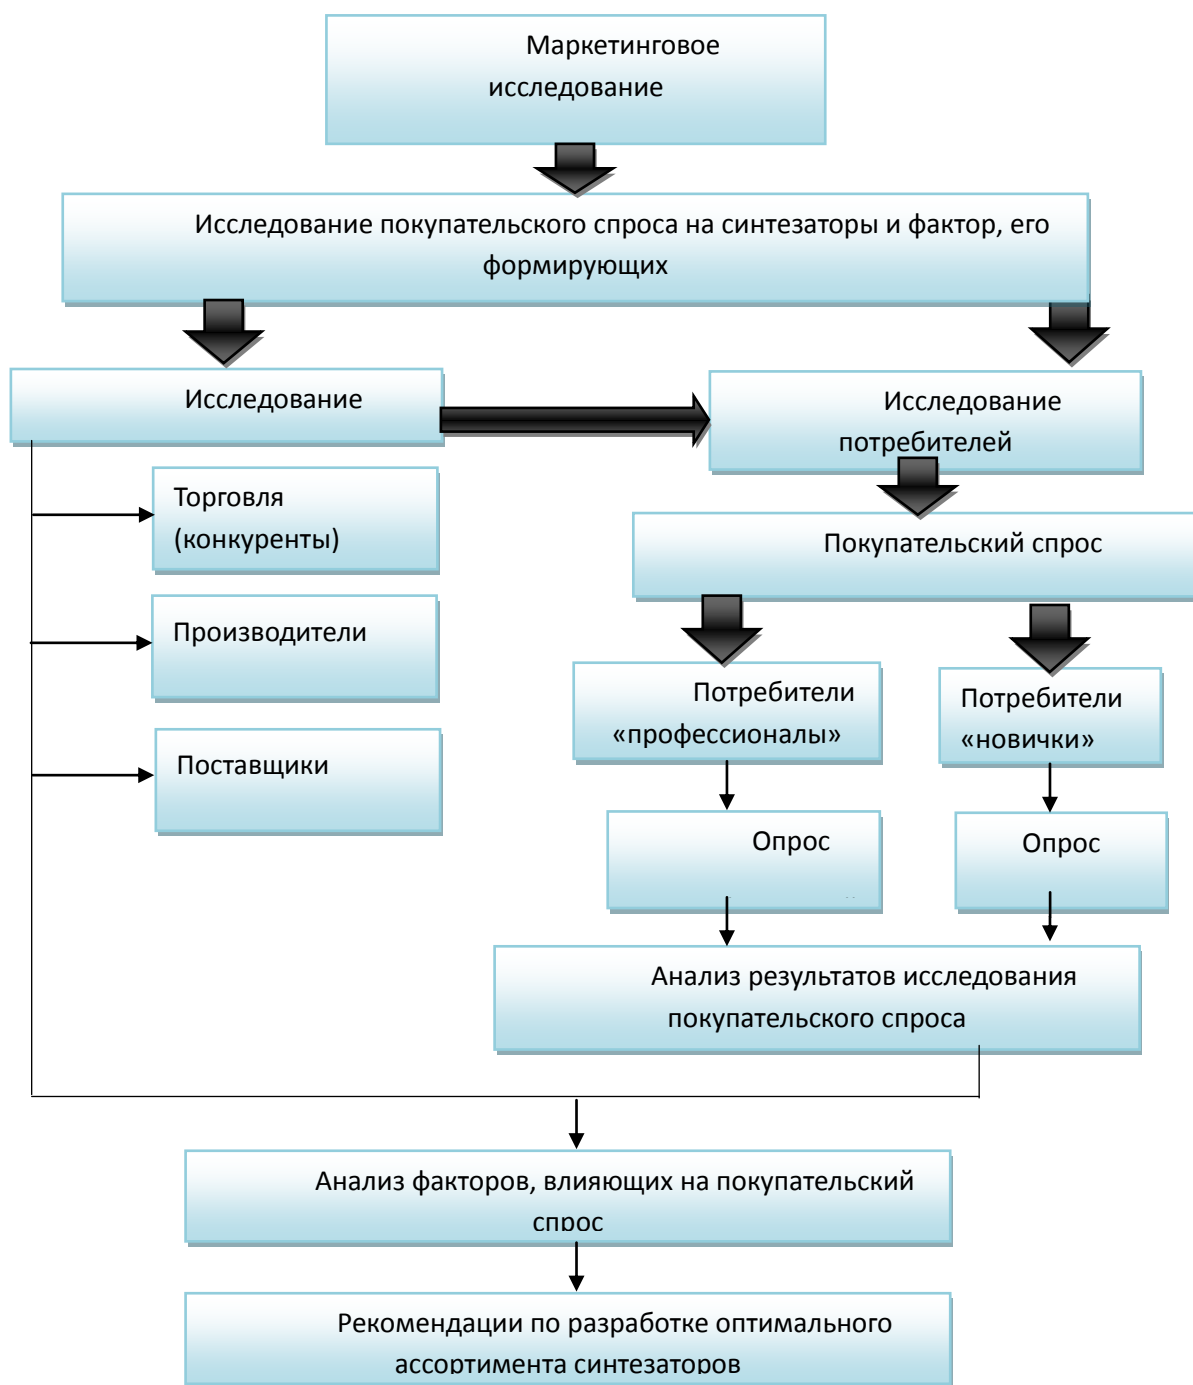 Маркетинговое
исследование
Исследование покупательского спроса на синтезаторы и фактор, его
формирующих
Исследование
Исследование
потребителей
Торговля
(конкуренты)
Покупательский спрос
Производители
Потребители
«профессионалы»
Потребители
«новички»
Поставщики
Опрос
Опрос
Анализ результатов исследования
покупательского спроса
Анализ факторов, влияющих на покупательский
спрос
Рекомендации по разработке оптимального
ассортимента синтезаторов